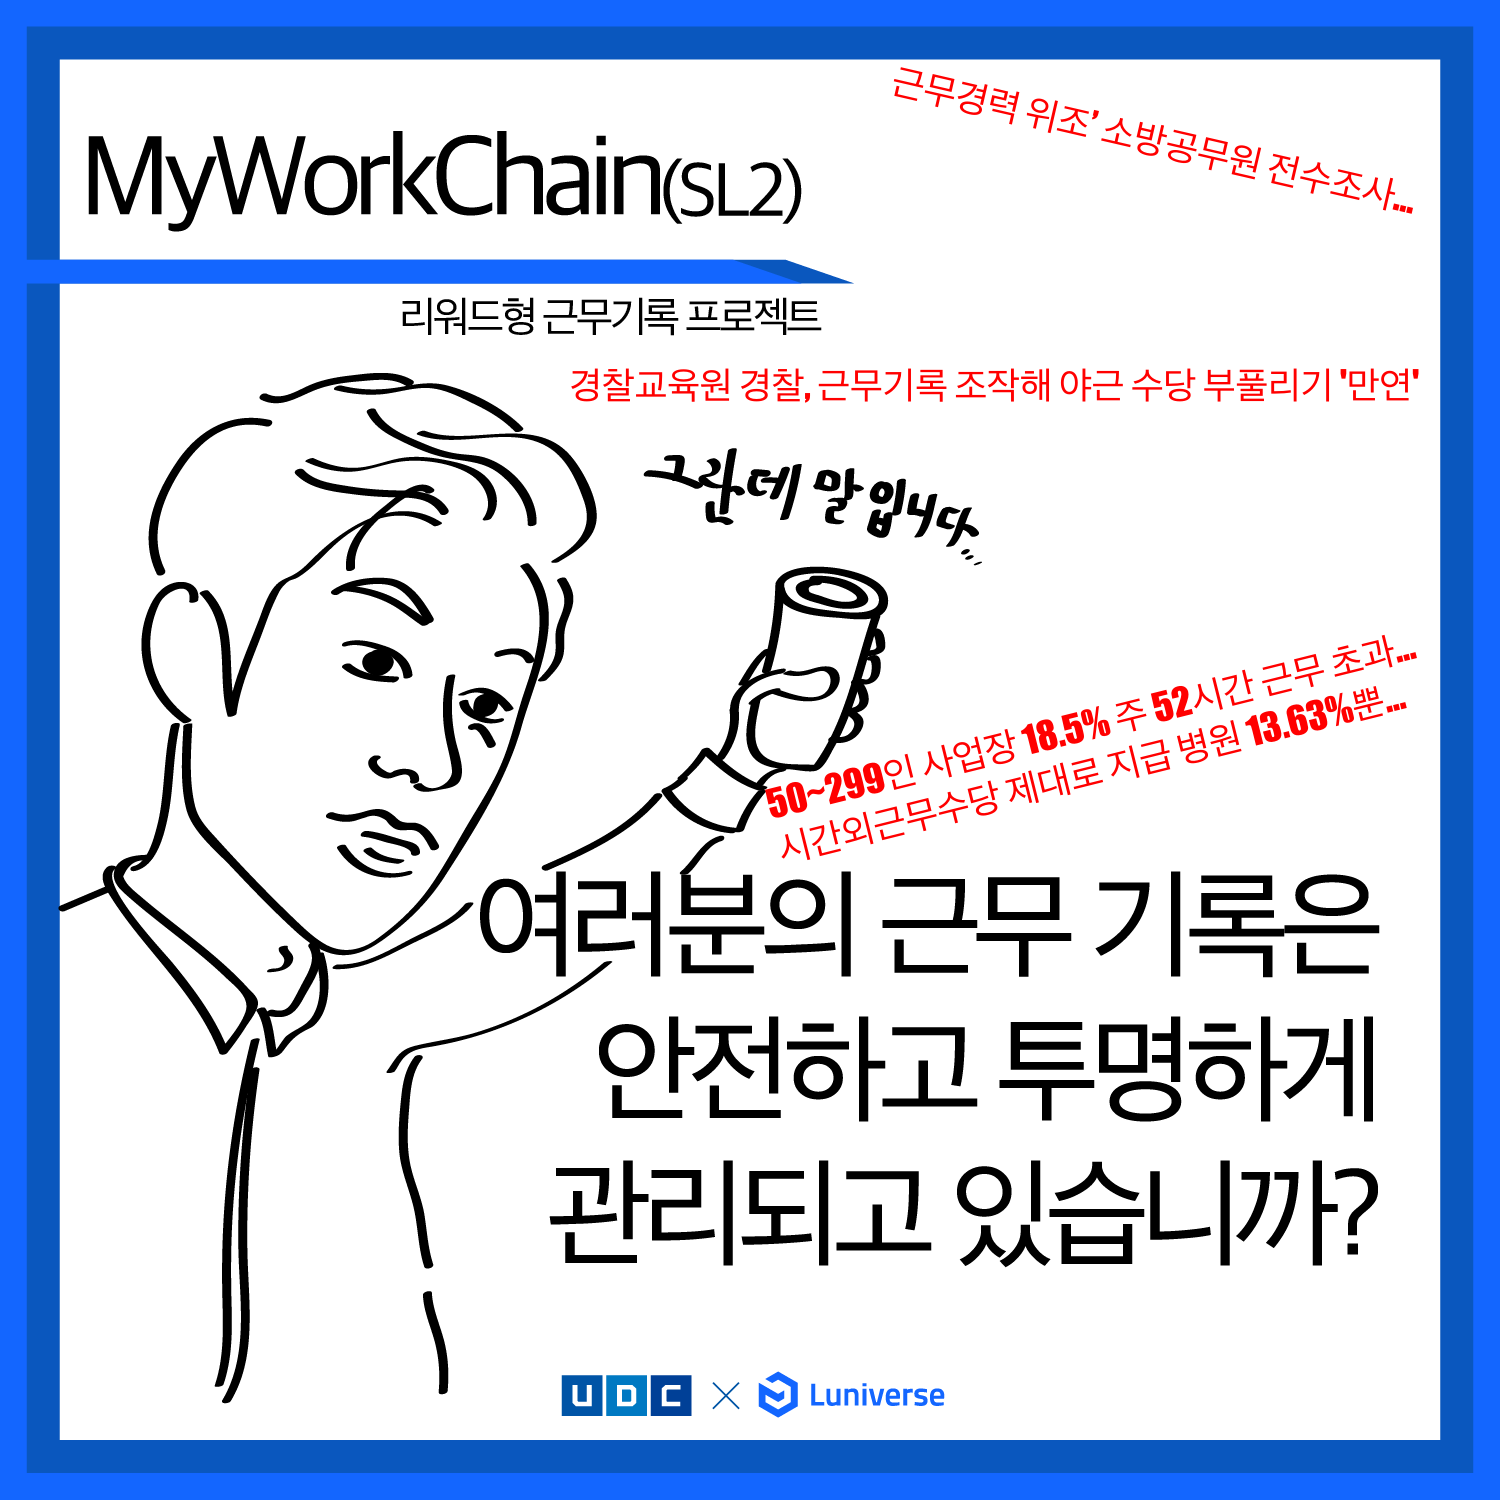 근무경력 위조’ 소방공무원 전수조사...
MyWorkChain(SL2)
리워드형 근무기록 프로젝트
경찰교육원 경찰, 근무기록 조작해 야근 수당 부풀리기 '만연'
그란데 말입니다...
50~299인 사업장 18.5% 주 52시간 근무 초과...
시간외근무수당 제대로 지급 병원 13.63%뿐...
여러분의 근무 기록은
안전하고 투명하게
관리되고 있습니까?
UDC × Luniverse